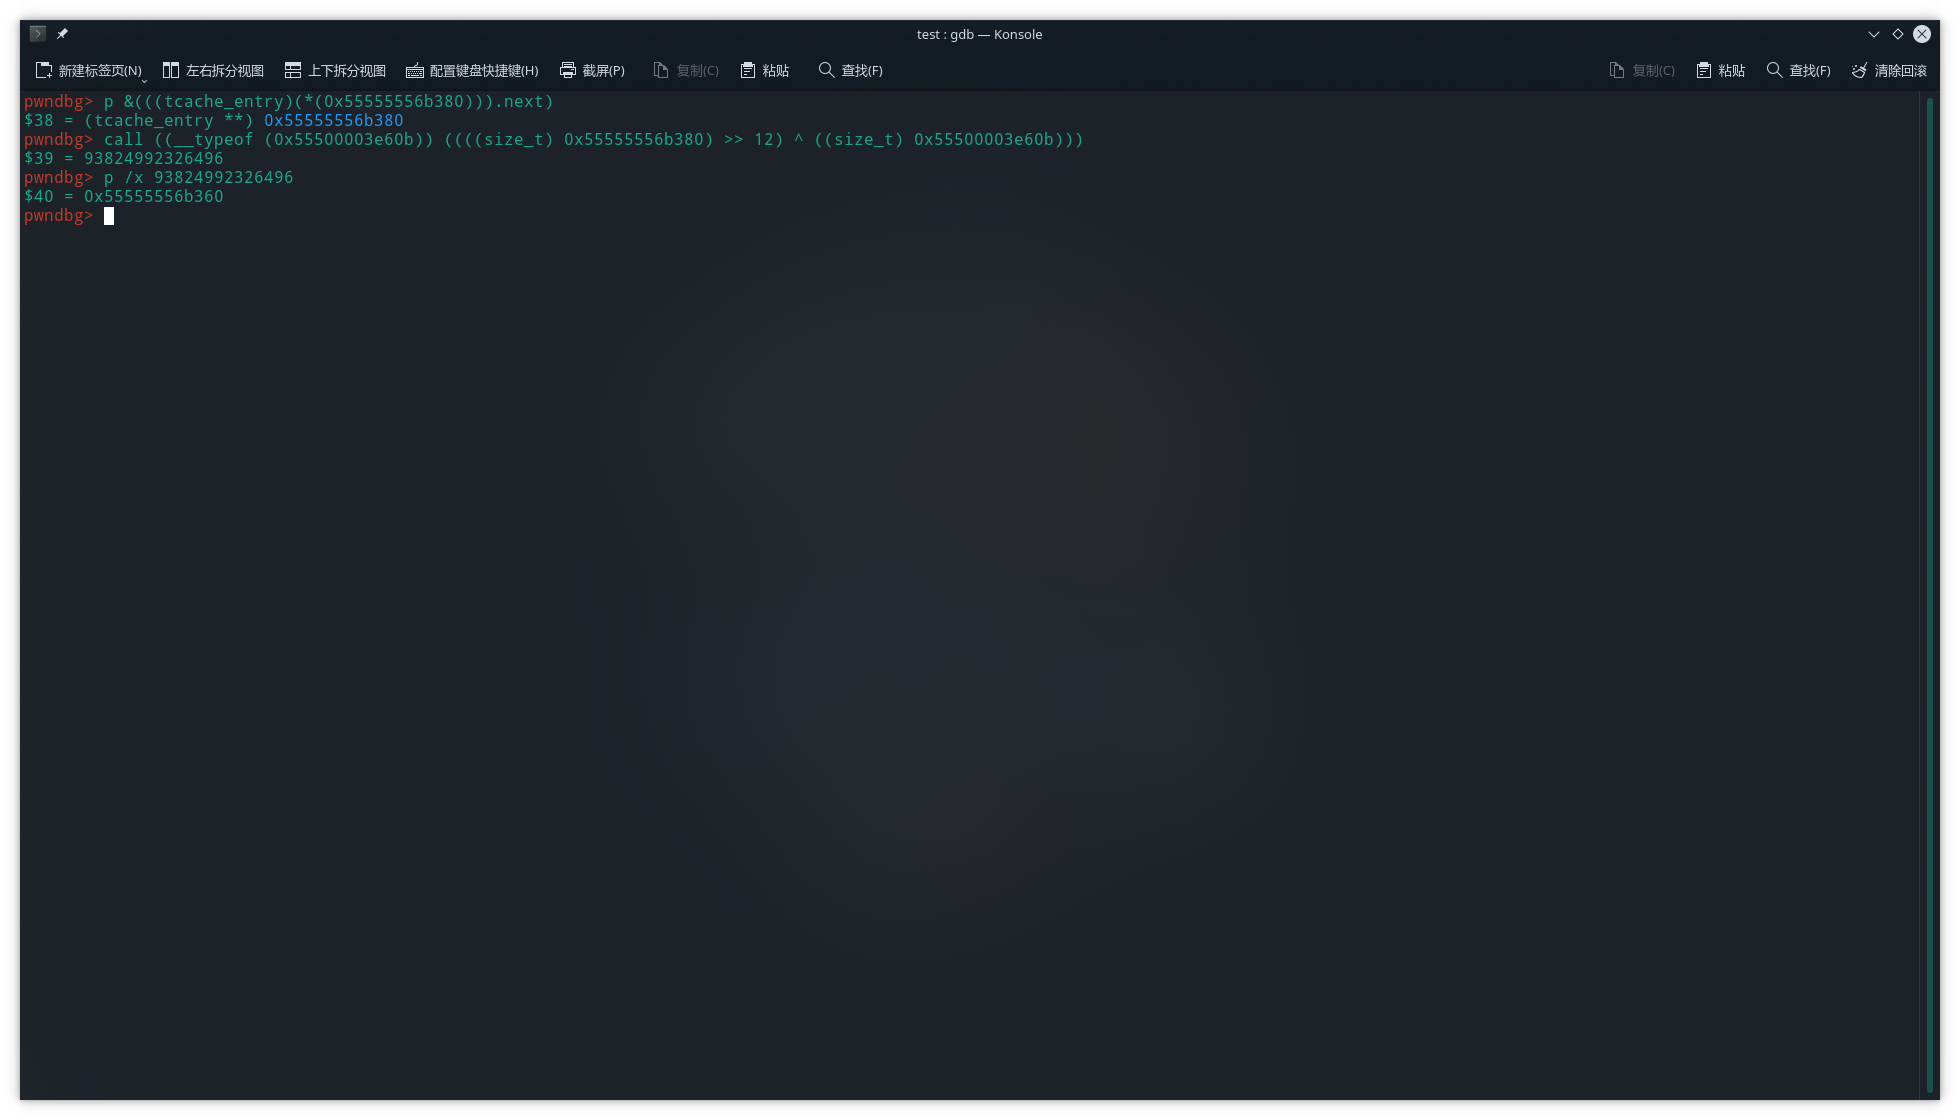 test : gdb — Konsole
新建标签页(N) 左右拆分视图 上下拆分视图 配置键盘快捷键(H) 截屏(P) 复制(C) 粘贴 查找(F) 复制(C) 粘贴 查找(F) 清除回滚
pwndbg> p &(((tcache_entry)(*(0x55555556b380))).next)
$38 = (tcache_entry **) 0x55555556b380
pwndbg> call ((__typeof (0x55500003e60b)) ((((size_t) 0x55555556b380) >> 12) ^ ((size_t) 0x55500003e60b)))
$39 = 93824992326496
pwndbg> p /x 93824992326496
$40 = 0x55555556b360
pwndbg>